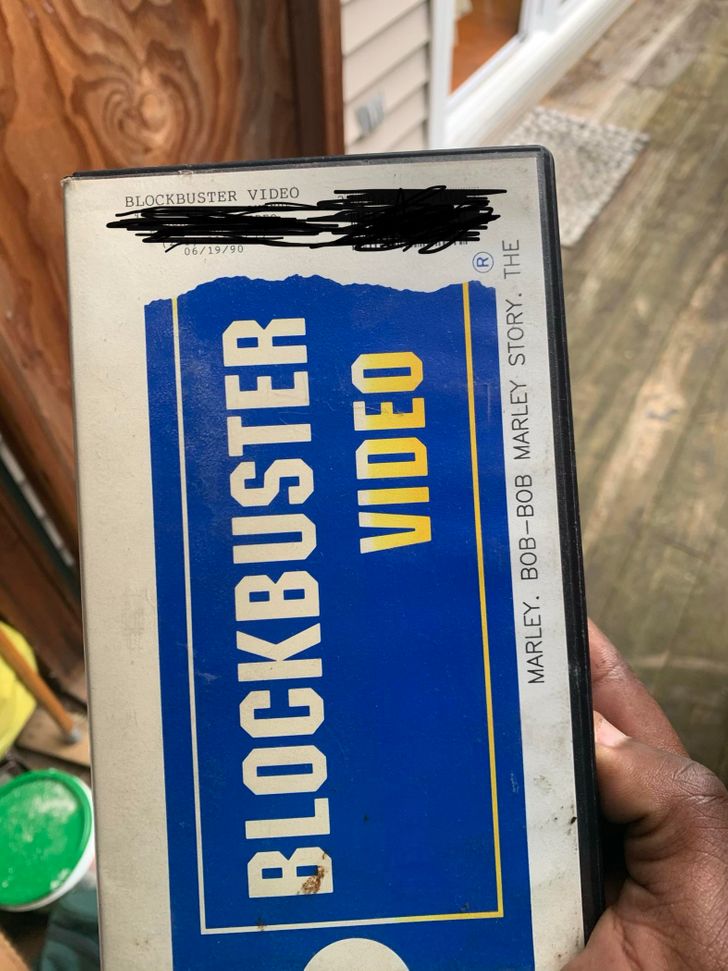 BLOCKBUSTER VIDEO
06/19/90
BLOCKBUSTER
VIDEO
®
MARLEY. BOB-BOB MARLEY STORY. THE